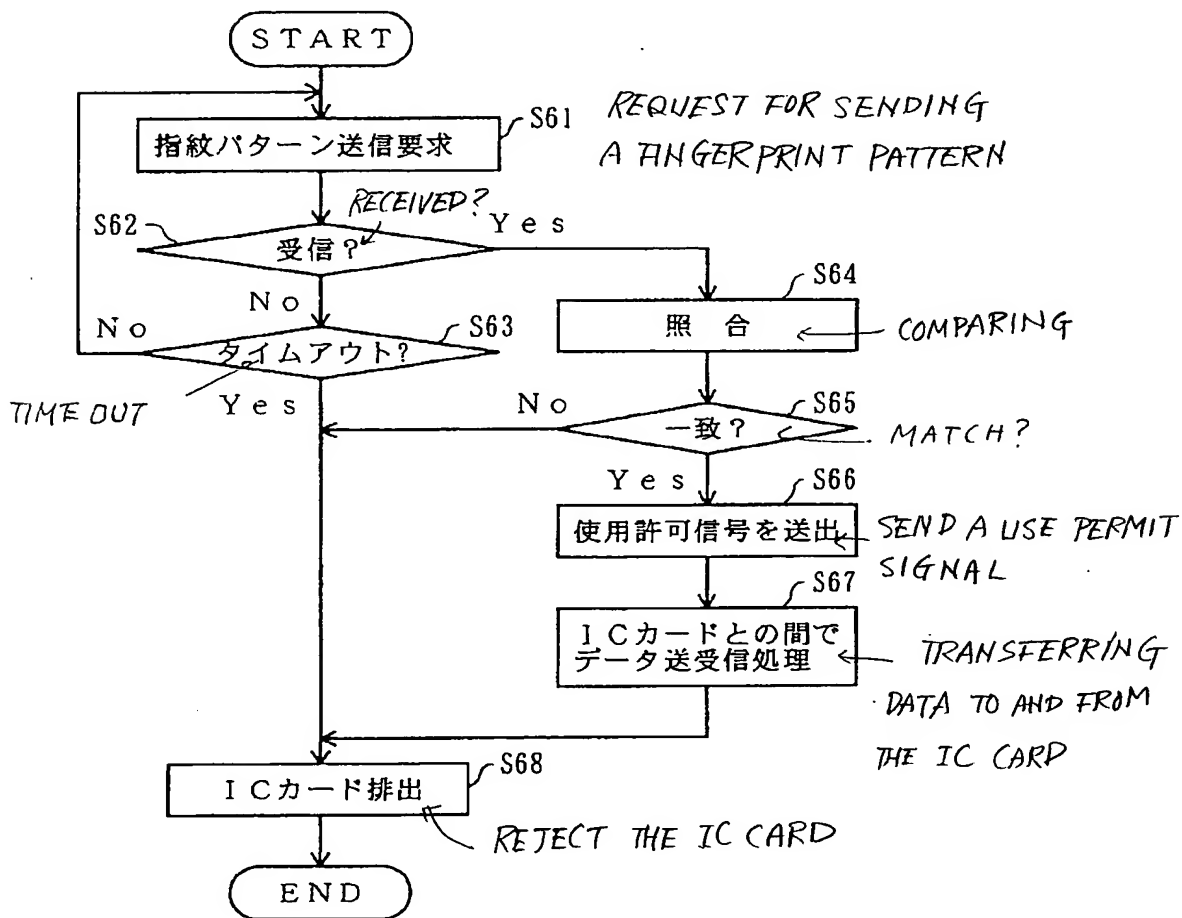 START
S61
指紋パターン送信要求
REQUEST FOR SENDING
A FINGERPRINT PATTERN
S62
受信?
RECEIVED?
Yes
No
S63
タイムアウト?
TIME OUT
No
Yes
S64
照 合
COMPARING
S65
一致?
MATCH?
No
Yes
S66
使用許可信号を送出
SEND A USE PERMIT
SIGNAL
S67
ICカードとの間で
データ送受信処理
TRANSFERRING
DATA TO AND FROM
THE IC CARD
S68
ICカード排出
REJECT THE IC CARD
END